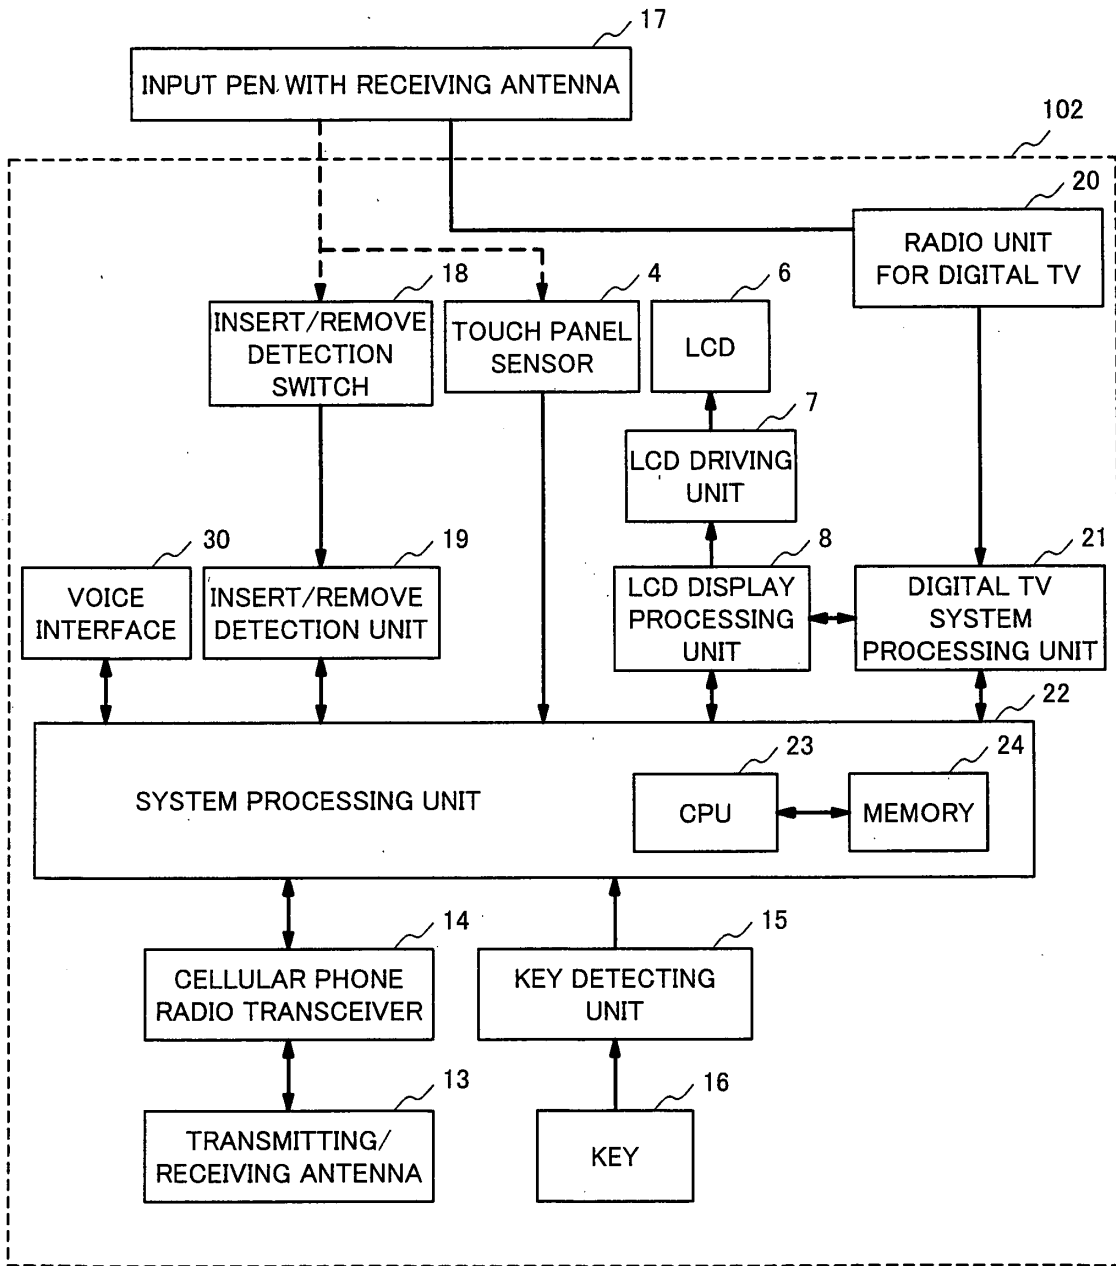 17
INPUT PEN WITH RECEIVING ANTENNA
102
20
RADIO UNIT
FOR DIGITAL TV
18
INSERT/REMOVE
DETECTION
SWITCH
4
TOUCH PANEL
SENSOR
6
LCD
7
LCD DRIVING
UNIT
30
VOICE
INTERFACE
19
INSERT/REMOVE
DETECTION UNIT
8
LCD DISPLAY
PROCESSING
UNIT
21
DIGITAL TV
SYSTEM
PROCESSING UNIT
22
SYSTEM PROCESSING UNIT
23
CPU
24
MEMORY
14
CELLULAR PHONE
RADIO TRANSCEIVER
15
KEY DETECTING
UNIT
13
TRANSMITTING/
RECEIVING ANTENNA
16
KEY